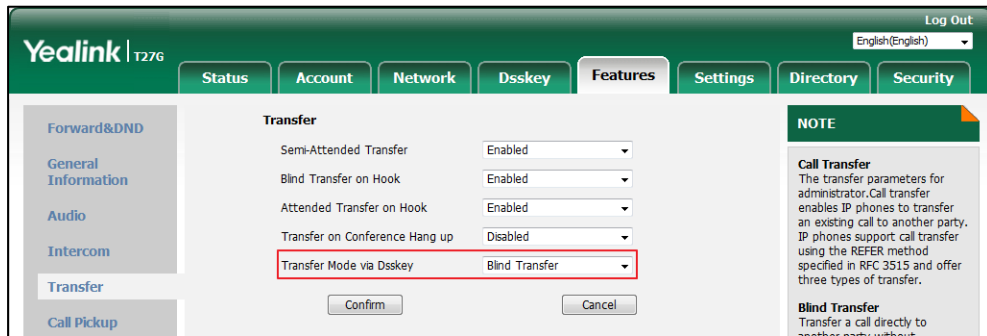 Log Out
Yealink T27G
English(English)
Status Account Network Dsskey Features Settings Directory Security
Forward&DND
General
Information
Audio
Intercom
Transfer
Call Pickup
Transfer
Semi-Attended Transfer Enabled
Blind Transfer on Hook Enabled
Attended Transfer on Hook Enabled
Transfer on Conference Hang up Disabled
Transfer Mode via Dsskey Blind Transfer
Confirm Cancel
NOTE
Call Transfer
The transfer parameters for
administrator.Call transfer
enables IP phones to transfer
an existing call to another party.
IP phones support call transfer
using the REFER method
specified in RFC 3515 and offer
three types of transfer.
Blind Transfer
Transfer a call directly to
another party without